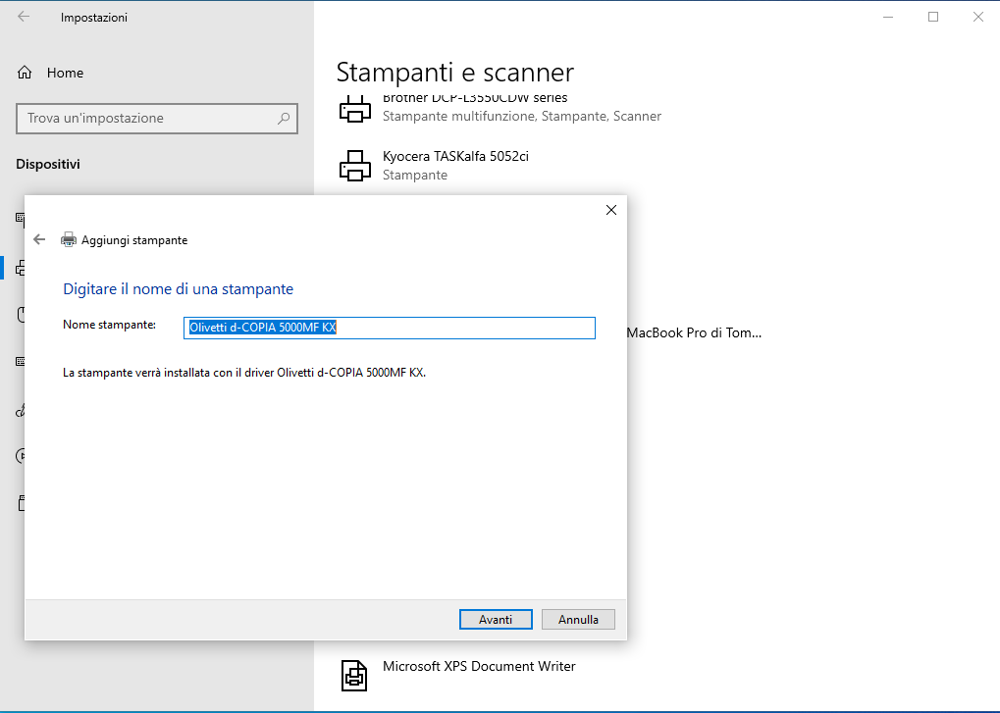 Impostazioni
Home
Trova un'impostazione
Dispositivi
Stampanti e scanner
Brother DCP-L3550CDW series
Stampante multifunzione, Stampante, Scanner
Kyocera TASKalfa 5052ci
Stampante
Aggiungi stampante
Digitare il nome di una stampante
Nome stampante:
Olivetti d-COPIA 5000MF KX
La stampante verrà installata con il driver Olivetti d-COPIA 5000MF KX.
MacBook Pro di Tom...
Avanti
Annulla
Microsoft XPS Document Writer